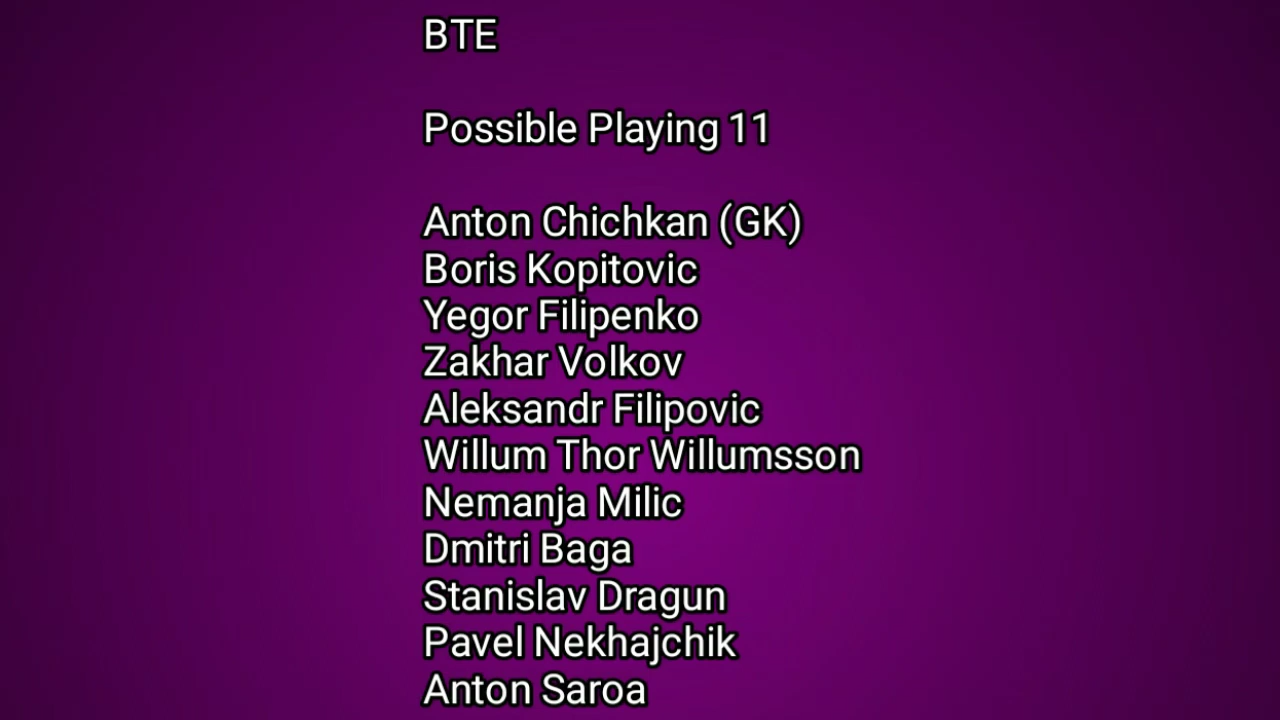 BTE
Possible Playing 11
Anton Chichkan (GK)
Boris Kopitovic
Yegor Filipenko
Zakhar Volkov
Aleksandr Filipovic
Willum Thor Willumsson
Nemanja Milic
Dmitri Baga
Stanislav Dragun
Pavel Nekhajchik
Anton Saroa